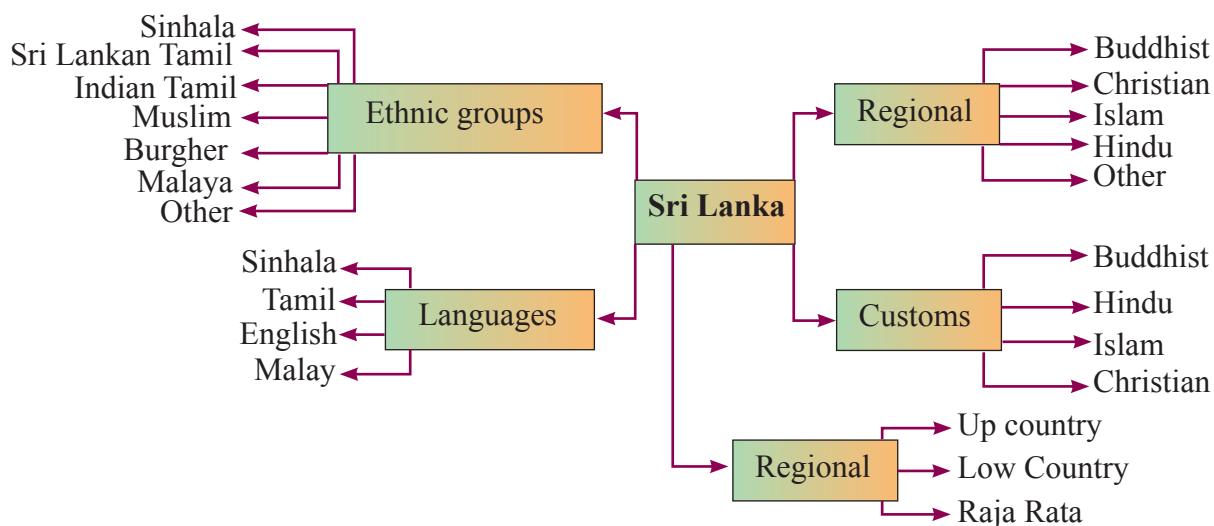 Sinhala
Sri Lankan Tamil
Indian Tamil
Muslim
Burgher
Malaya
Other
Ethnic groups
Regional
Buddhist
Christian
Islam
Hindu
Other
Sri Lanka
Sinhala
Tamil
English
Malay
Languages
Customs
Buddhist
Hindu
Islam
Christian
Regional
Up country
Low Country
Raja Rata